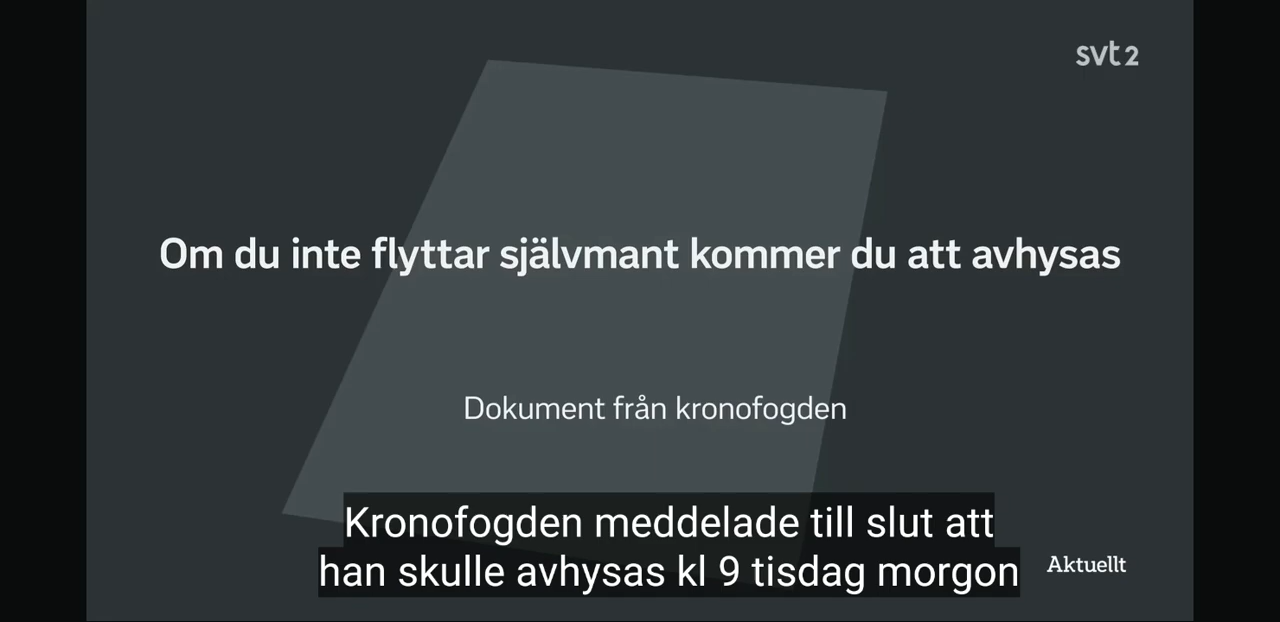 svt2
Om du inte flyttar självmant kommer du att avhysas
Dokument från kronofogden
Kronofogden meddelade till slut att
han skulle avhysas kl 9 tisdag morgon
Aktuellt